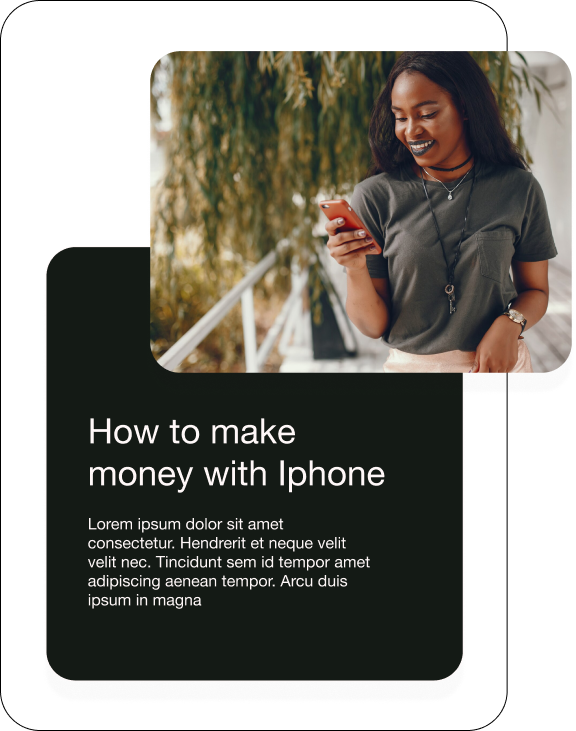 How to make
money with Iphone
Lorem ipsum dolor sit amet
consectetur. Hendrerit et neque velit
velit nec. Tincidunt sem id tempor amet
adipiscing aenean tempor. Arcu duis
ipsum in magna